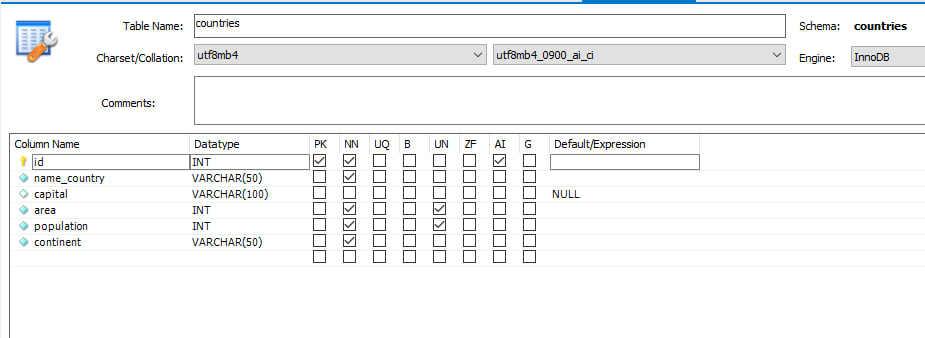 Table Name: countries Schema: countries
Charset/Collation: utf8mb4 utf8mb4_0900_ai_ci Engine: InnoDB
Comments:
Column Name Datatype PK NN UQ B UN ZF AI G Default/Expression
id INT
name_country VARCHAR(50)
capital VARCHAR(100) NULL
area INT
population INT
continent VARCHAR(50)